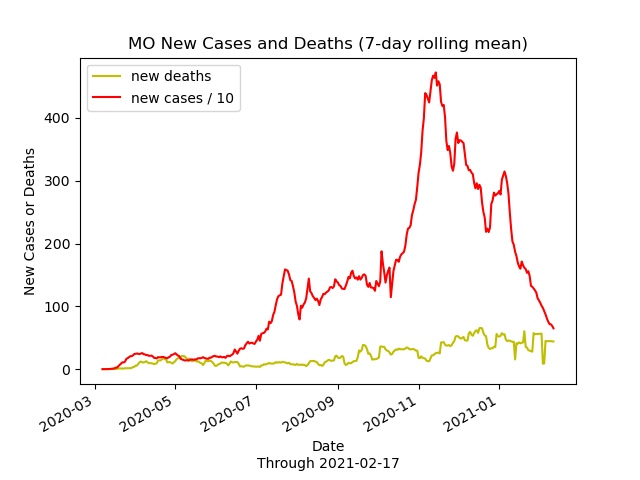 MO New Cases and Deaths (7-day rolling mean)
new deaths
new cases / 10
New Cases or Deaths
400
300
200
100
0
2020-03
2020-05
2020-07
2020-09
2020-11
2021-01
Date
Through 2021-02-17